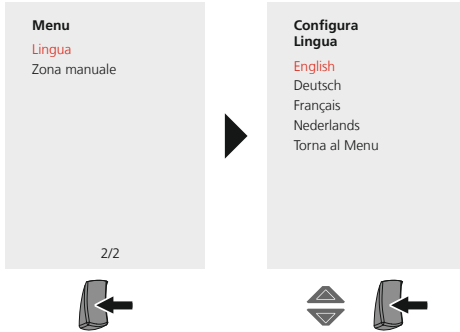 Menu
Lingua
Zona manuale
2/2
Configura
Lingua
English
Deutsch
Français
Nederlands
Torna al Menu